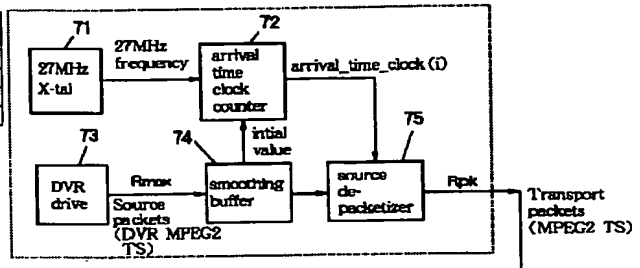 71
27MHz
X-tal
27MHz
frequency
72
arrival
time
clock
counter
arrival_time_clock (i)
intial
value
73
DVR
drive
Rmax
Source
packets
(DVR MPEG2
TS)
74
smoothing
buffer
75
source
de-
packetizer
Rpk
Transport
packets
(MPEG2 TS)